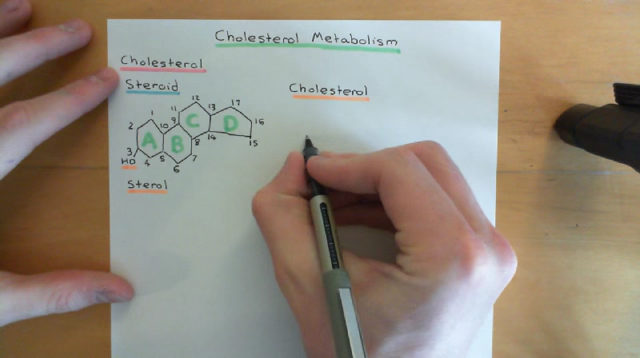 Cholesterol Metabolism
Cholesterol
Steroid
Cholesterol
12
11 13 17
1
2 10 9 C D 16
A B 8 14 15
3
HO 4 5 7
6
Sterol